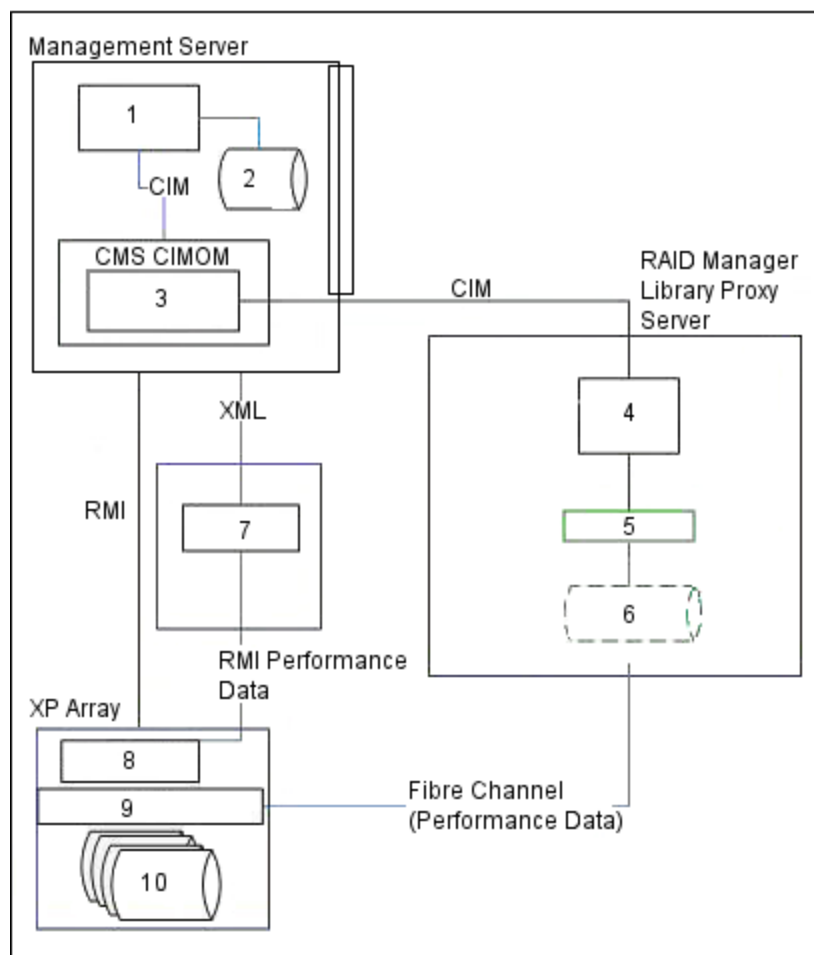 Management Server
1
2
CIM
CMS CIMOM
3
CIM
RAID Manager
Library Proxy
Server
4
5
6
XML
RMI
7
RMI Performance
Data
XP Array
8
9
10
Fibre Channel
(Performance Data)